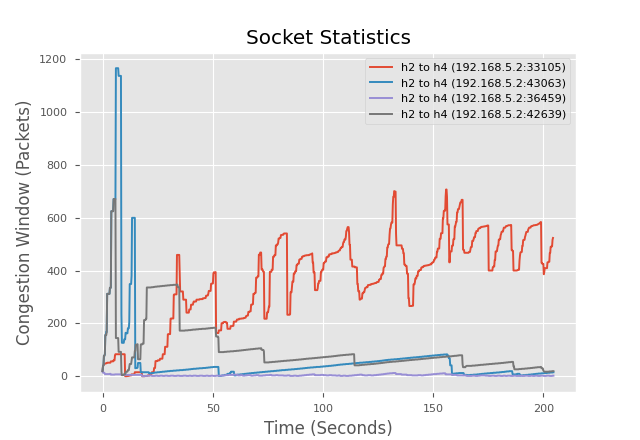 Socket Statistics
h2 to h4 (192.168.5.2:33105)
h2 to h4 (192.168.5.2:43063)
h2 to h4 (192.168.5.2:36459)
h2 to h4 (192.168.5.2:42639)
Congestion Window (Packets)
1200
1000
800
600
400
200
0
0 50 100 150 200
Time (Seconds)